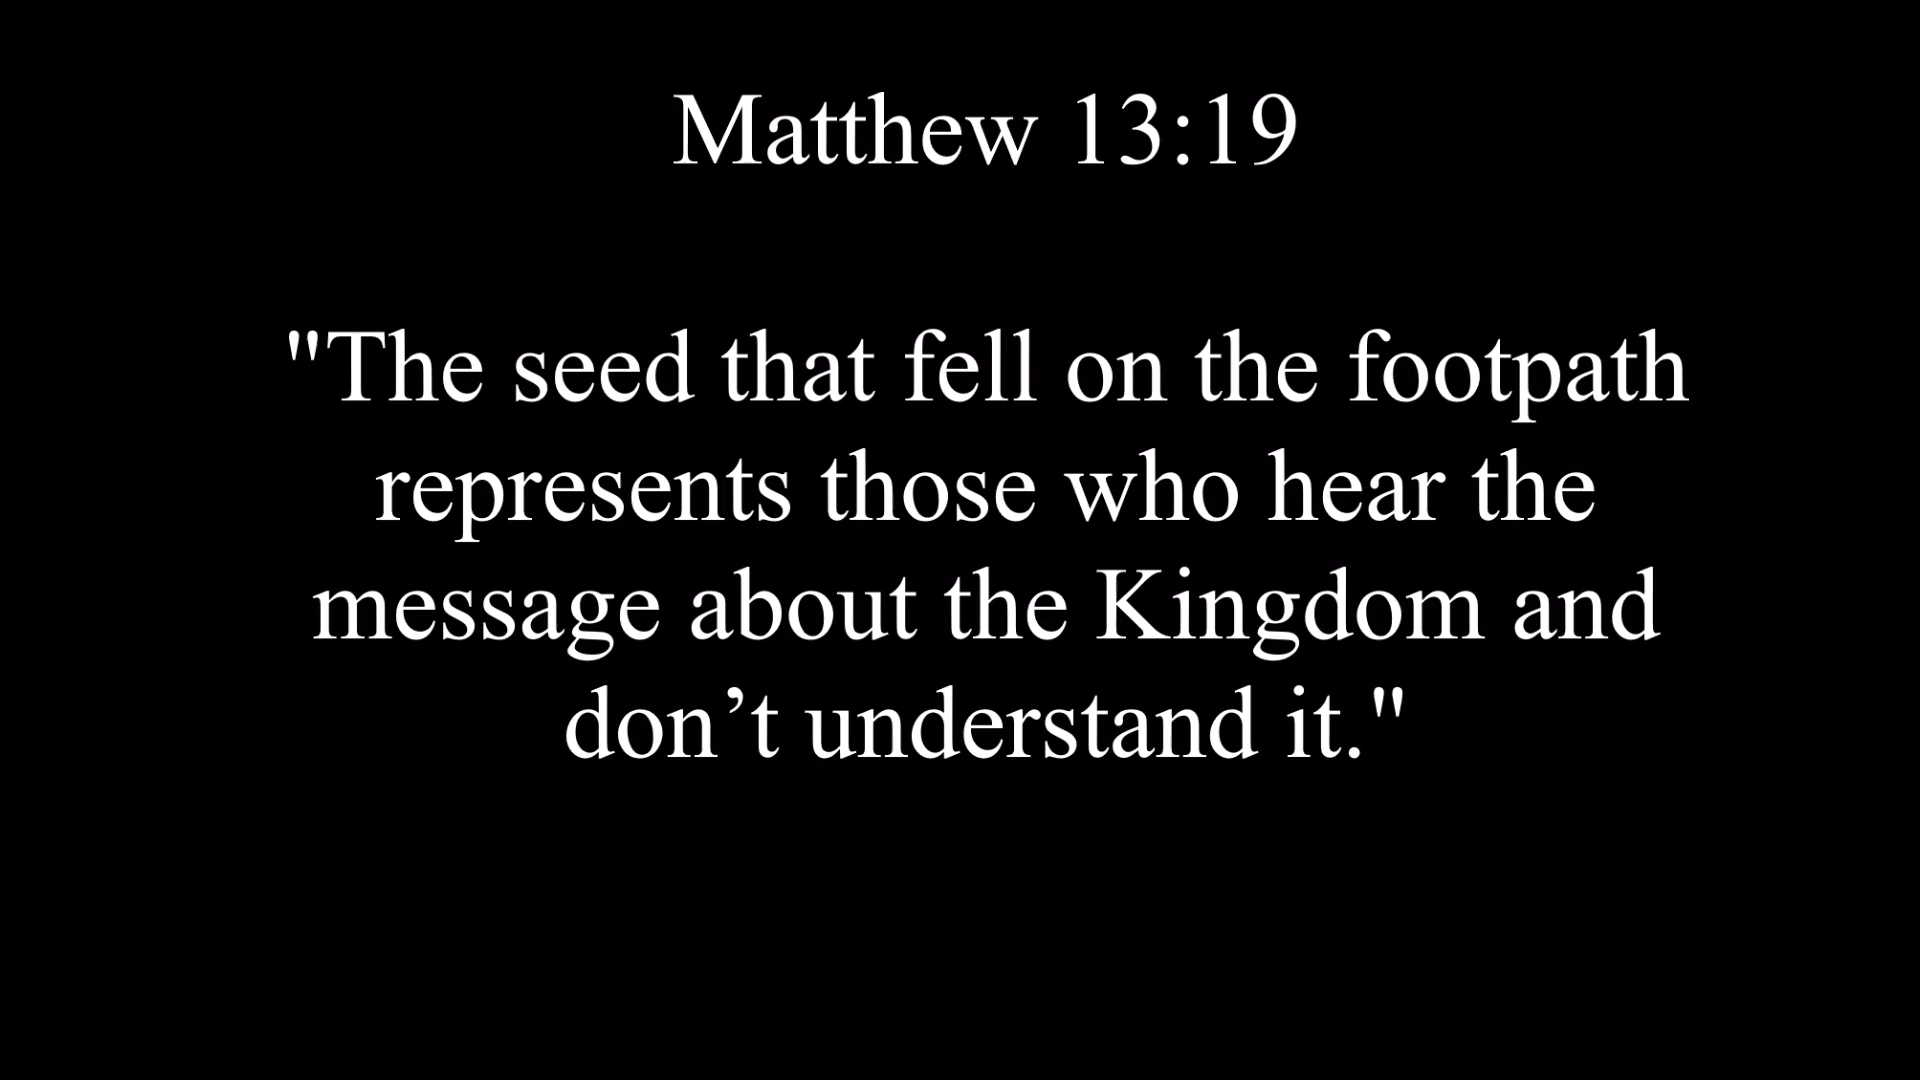 Matthew 13:19
"The seed that fell on the footpath
represents those who hear the
message about the Kingdom and
don’t understand it."